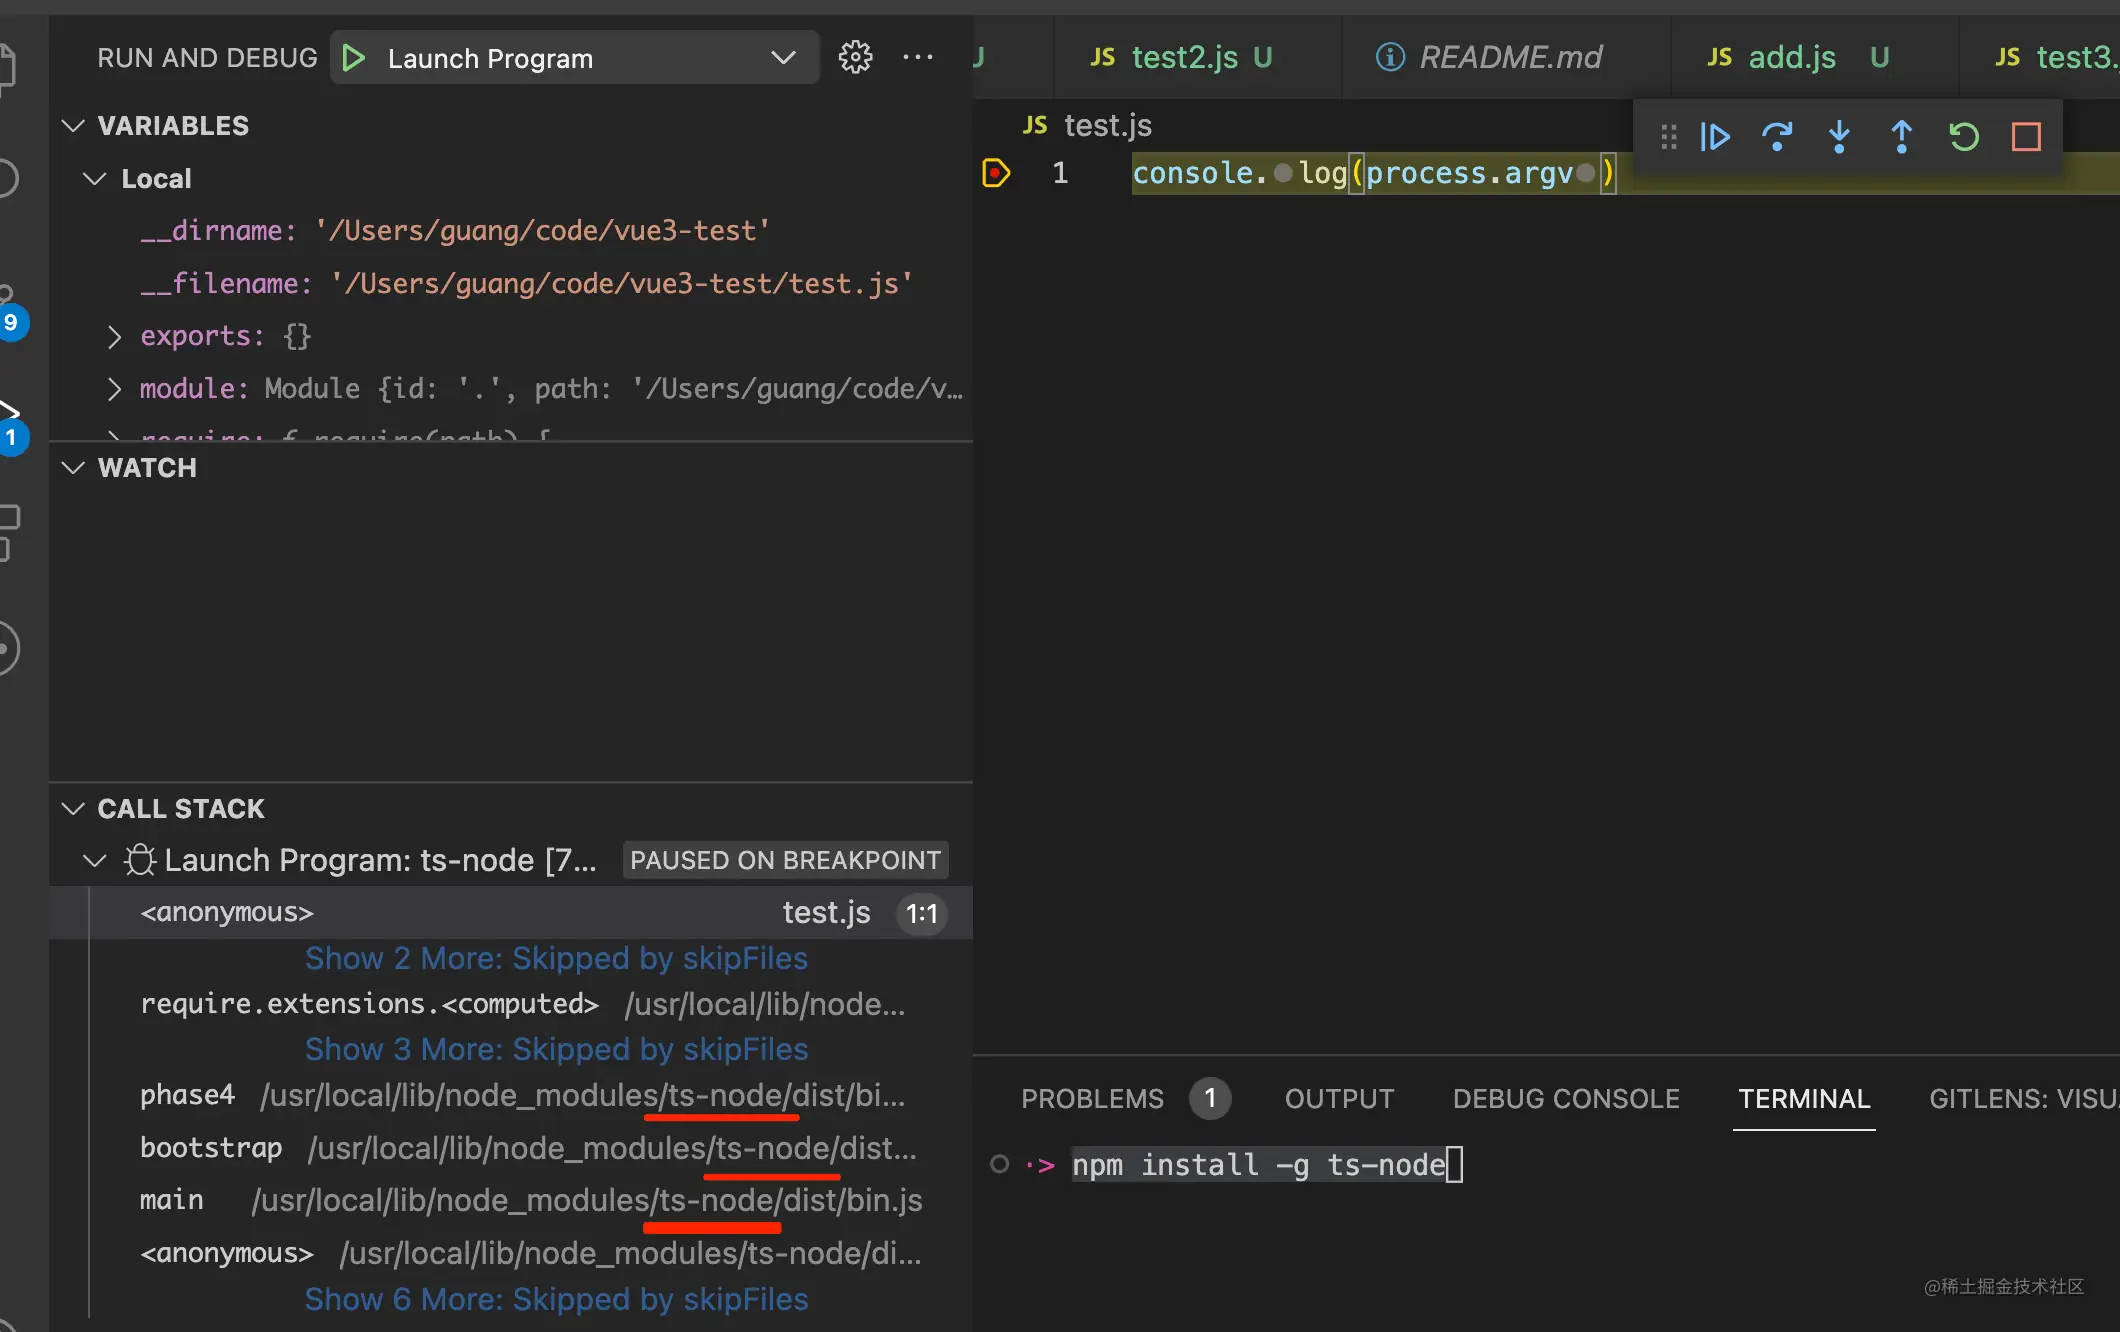 RUN AND DEBUG Launch Program ...
VARIABLES
Local
__dirname: '/Users/guang/code/vue3-test'
__filename: '/Users/guang/code/vue3-test/test.js'
exports: {}
module: Module {id: '.', path: '/Users/guang/code/v…
require: f require(path) {
9
1
WATCH
CALL STACK
Launch Program: ts-node [7... PAUSED ON BREAKPOINT
<anonymous> test.js 1:1
Show 2 More: Skipped by skipFiles
require.extensions.<computed> /usr/local/lib/node...
Show 3 More: Skipped by skipFiles
phase4 /usr/local/lib/node_modules/ts-node/dist/bi...
bootstrap /usr/local/lib/node_modules/ts-node/dist...
main /usr/local/lib/node_modules/ts-node/dist/bin.js
<anonymous> /usr/local/lib/node_modules/ts-node/di...
Show 6 More: Skipped by skipFiles
U JS test2.js U README.md JS add.js U JS test3.
JS test.js
1 console.log(process.argv)
PROBLEMS 1 OUTPUT DEBUG CONSOLE TERMINAL GITLENS: VISU
·> npm install -g ts-node
@稀土掘金技术社区